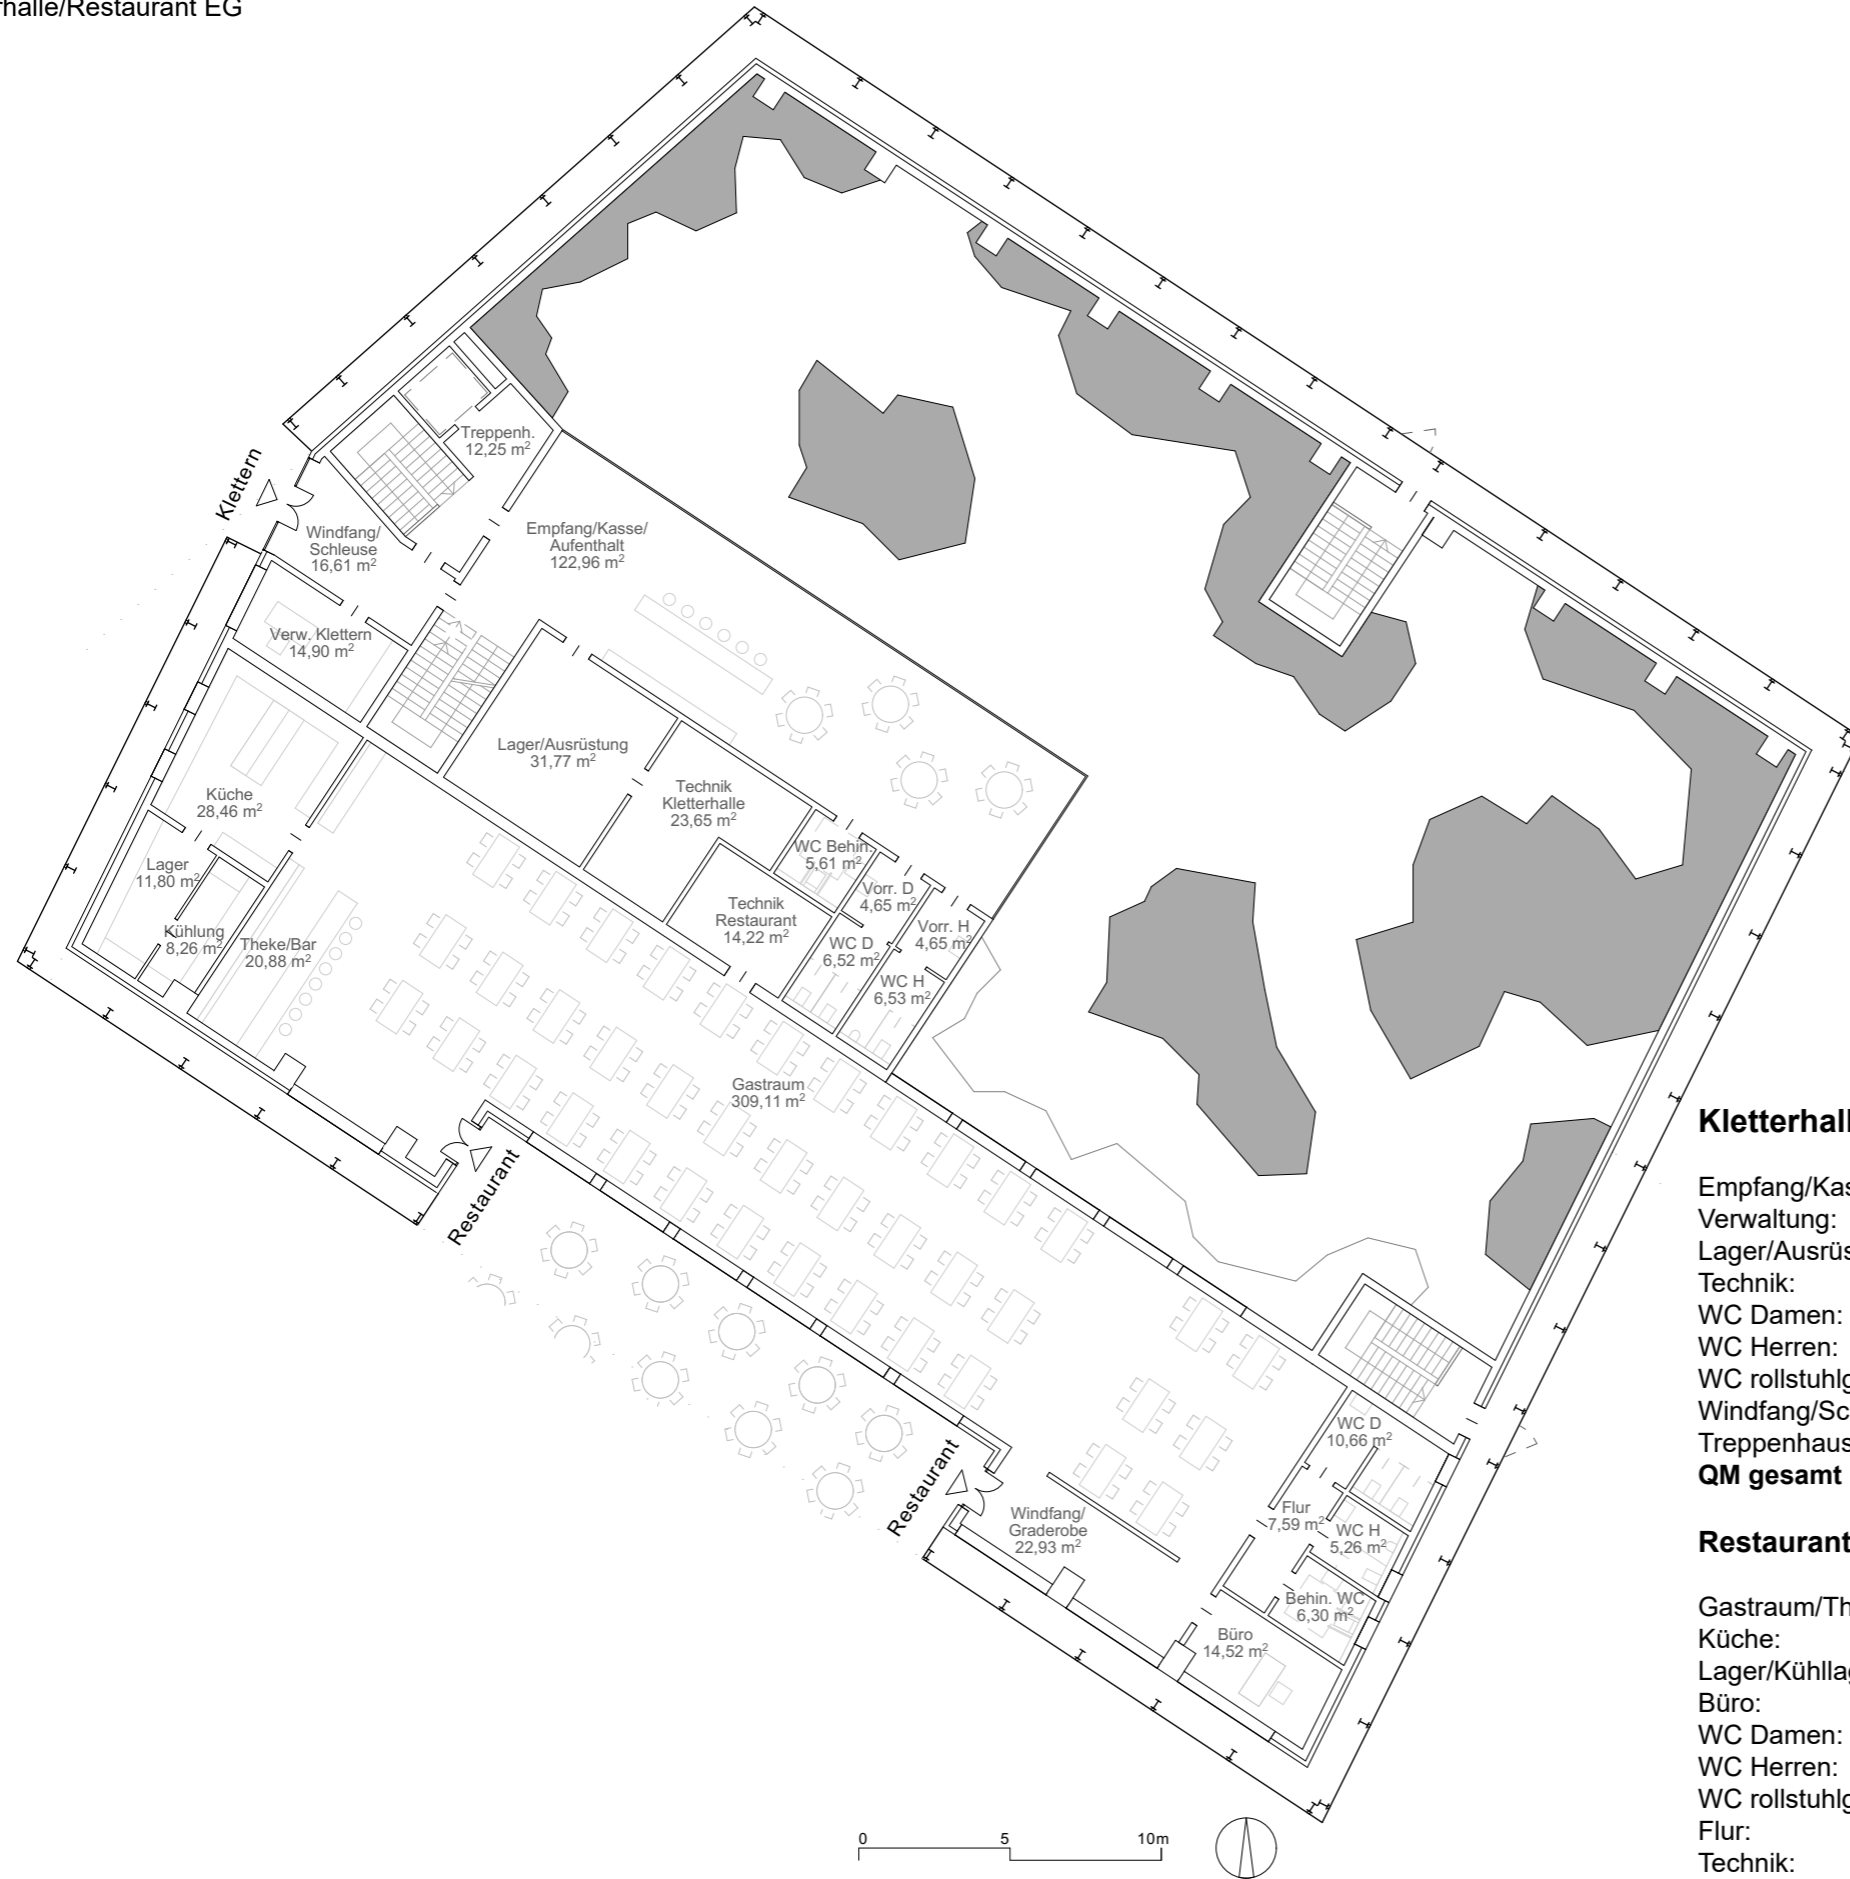 rhalle/Restaurant EG
Klettern
Treppenh.
12,25 m²
Windfang/
Schleuse
16,61 m²
Empfang/Kasse/
Aufenthalt
122,96 m²
Verw. Klettern
14,90 m²
Lager/Ausrüstung
31,77 m²
Technik
Kletterhalle
23,65 m²
Küche
28,46 m²
WC Behin.
5,61 m²
Lager
11,80 m²
Vorr. D
4,65 m²
Technik
Restaurant
14,22 m²
Vorr. H
4,65 m²
Kühlung
8,26 m²
Theke/Bar
20,88 m²
WC D
6,52 m²
WC H
6,53 m²
Gastraum
309,11 m²
Restaurant
Restaurant
WC D
10,66 m²
Windfang/
Graderobe
22,93 m²
Flur
7,59 m²
WC H
5,26 m²
Behin. WC
6,30 m²
Büro
14,52 m²
0 5 10m
Kletterhall
Empfang/Kas
Verwaltung:
Lager/Ausrüs
Technik:
WC Damen:
WC Herren:
WC rollstuhlg
Windfang/Sc
Treppenhaus
QM gesamt
Restaurant
Gastraum/Th
Küche:
Lager/Kühllag
Büro:
WC Damen:
WC Herren:
WC rollstuhlg
Flur:
Technik: